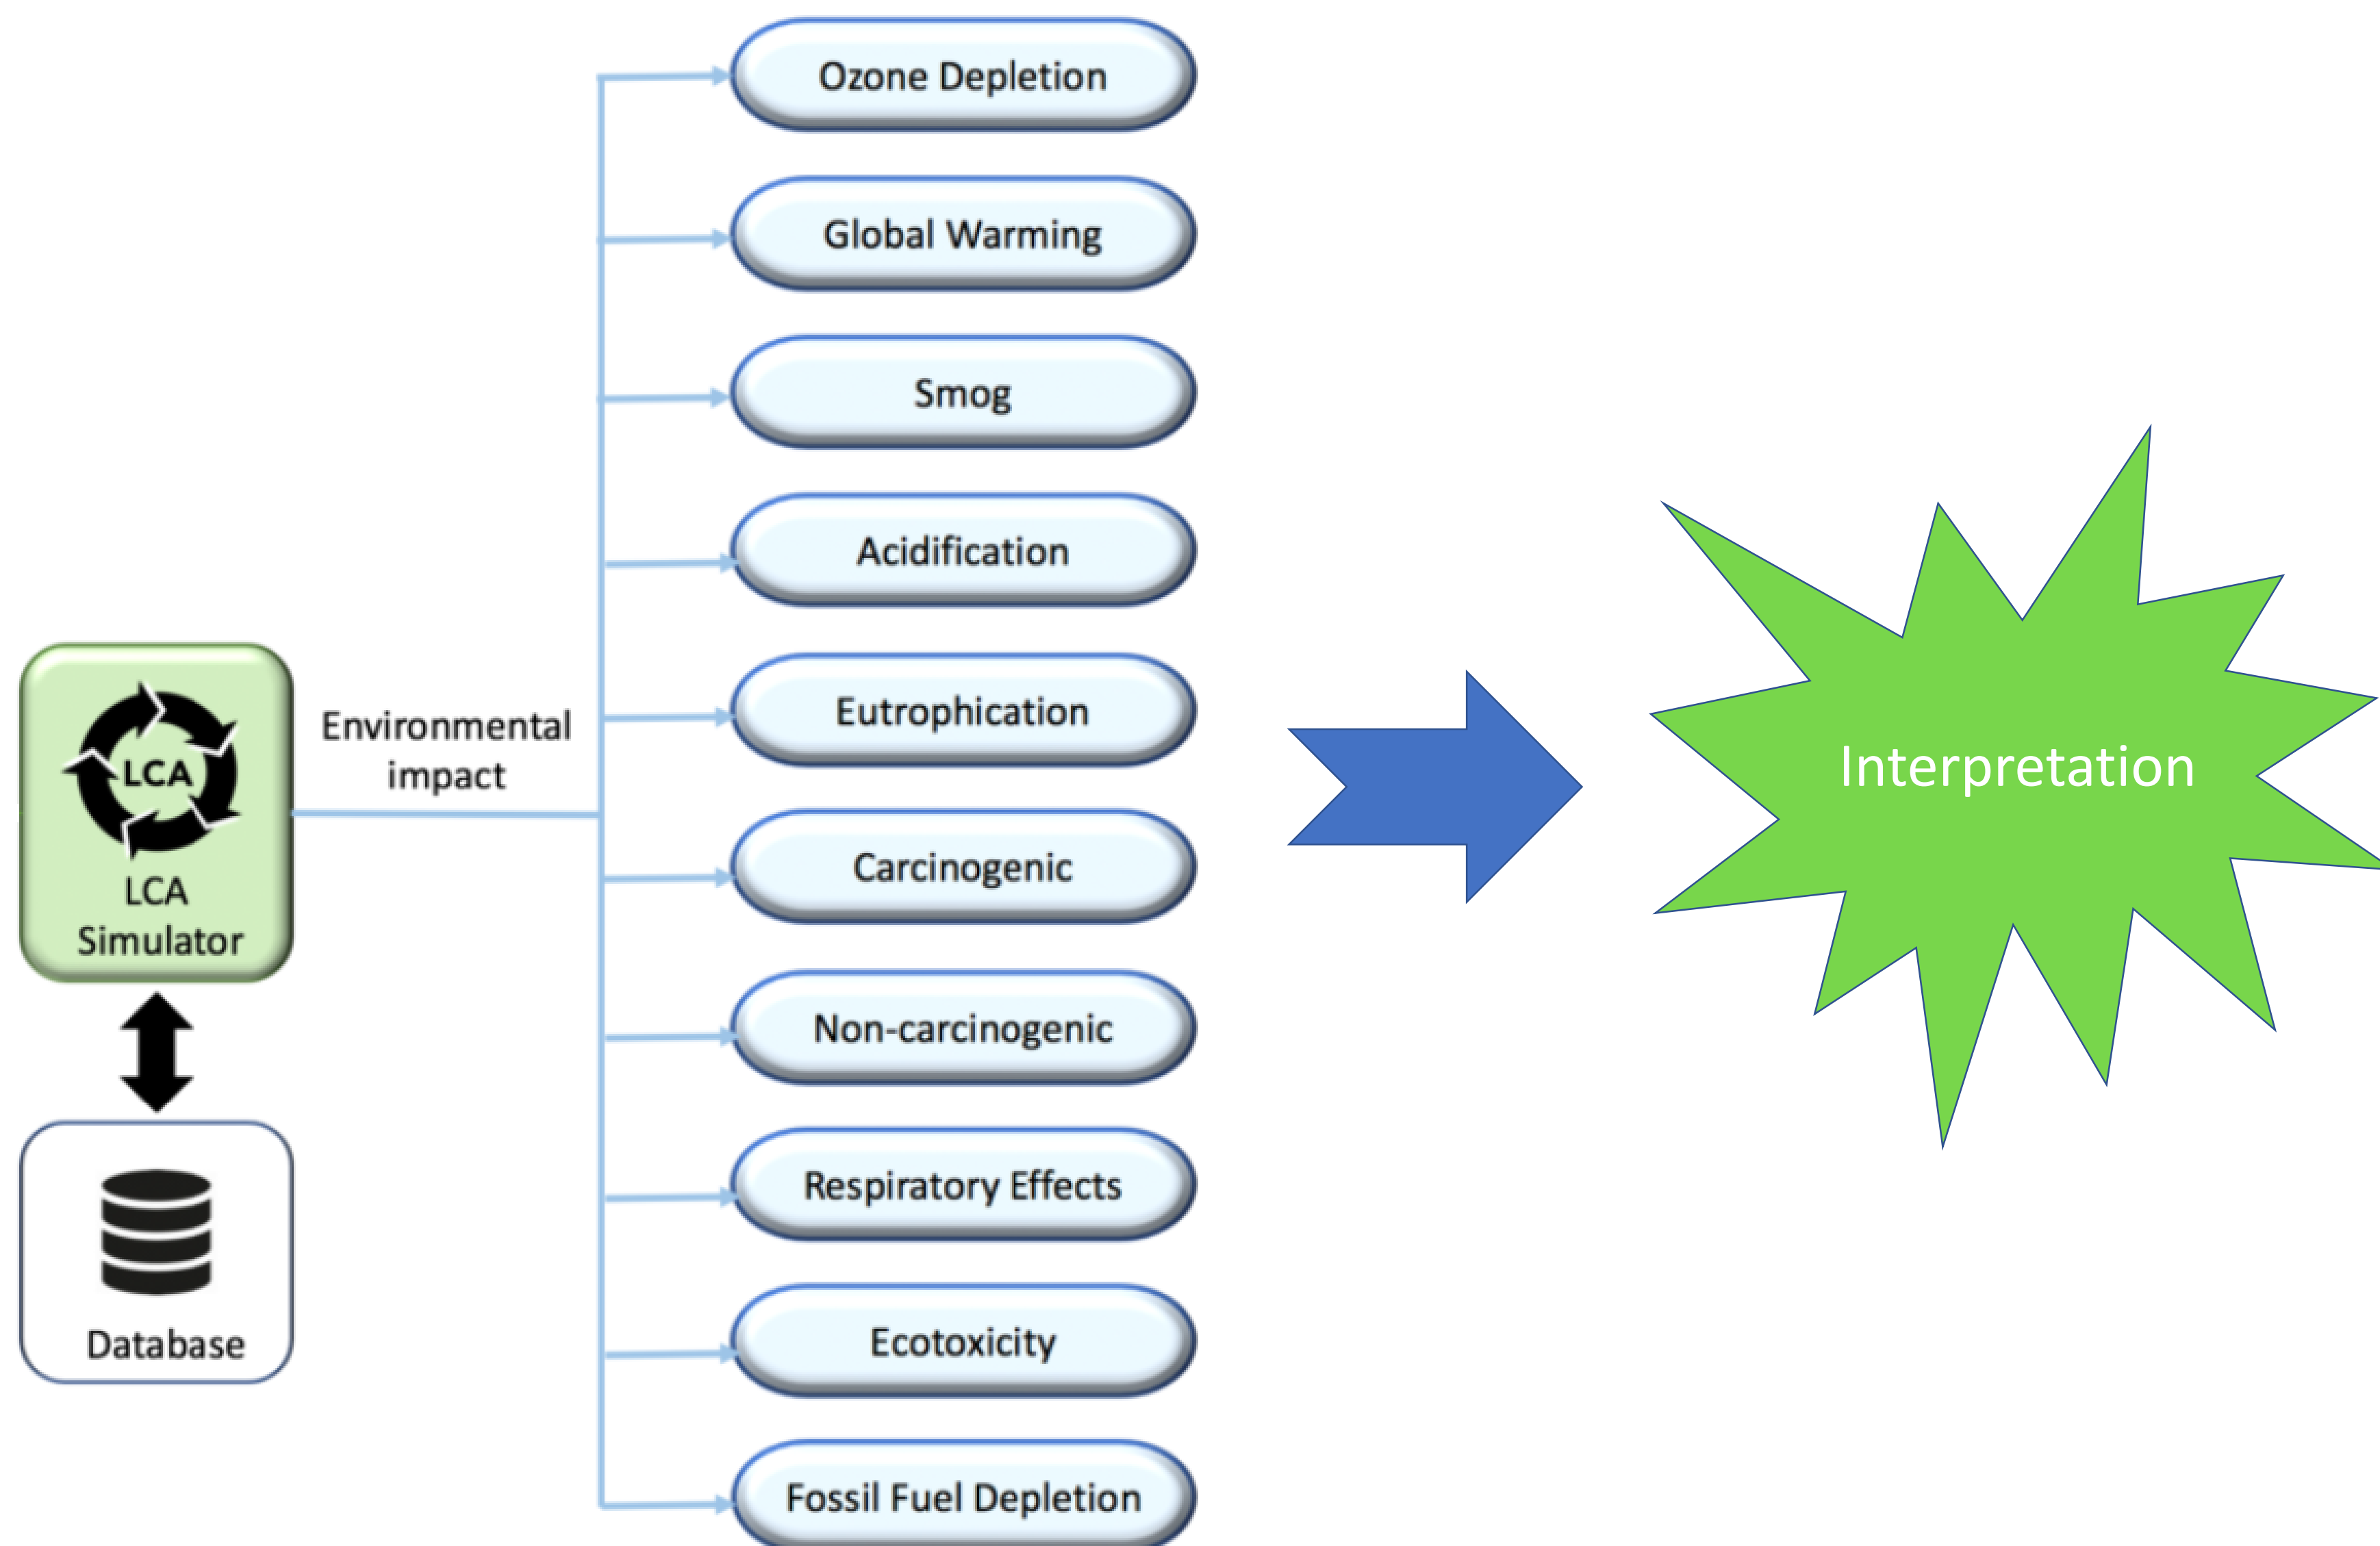 Ozone Depletion
Global Warming
Smog
Acidification
Eutrophication
Carcinogenic
Non-carcinogenic
Respiratory Effects
Ecotoxicity
Fossil Fuel Depletion
LCA
LCA
Simulator
Environmental
impact
Database
Interpretation